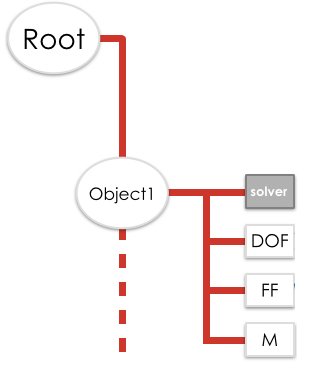 Root
Object1
solver
DOF
FF
M